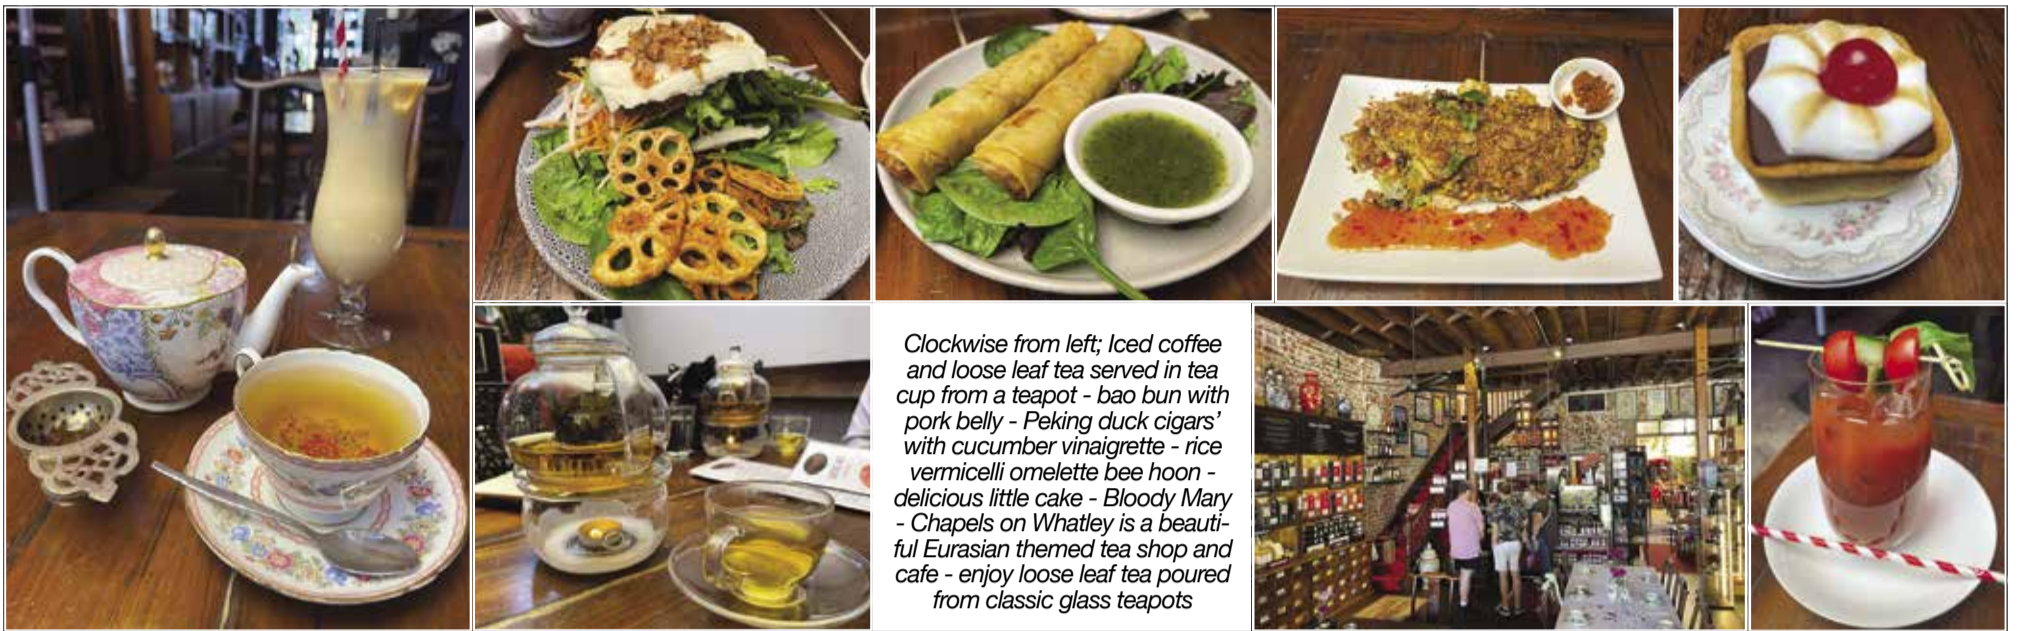 Clockwise from left; Iced coffee
and loose leaf tea served in tea
cup from a teapot - bao bun with
pork belly - Peking duck cigars’
with cucumber vinaigrette - rice
vermicelli omelette bee hoon -
delicious little cake - Bloody Mary
- Chapels on Whatley is a beauti-
ful Eurasian themed tea shop and
cafe - enjoy loose leaf tea poured
from classic glass teapots